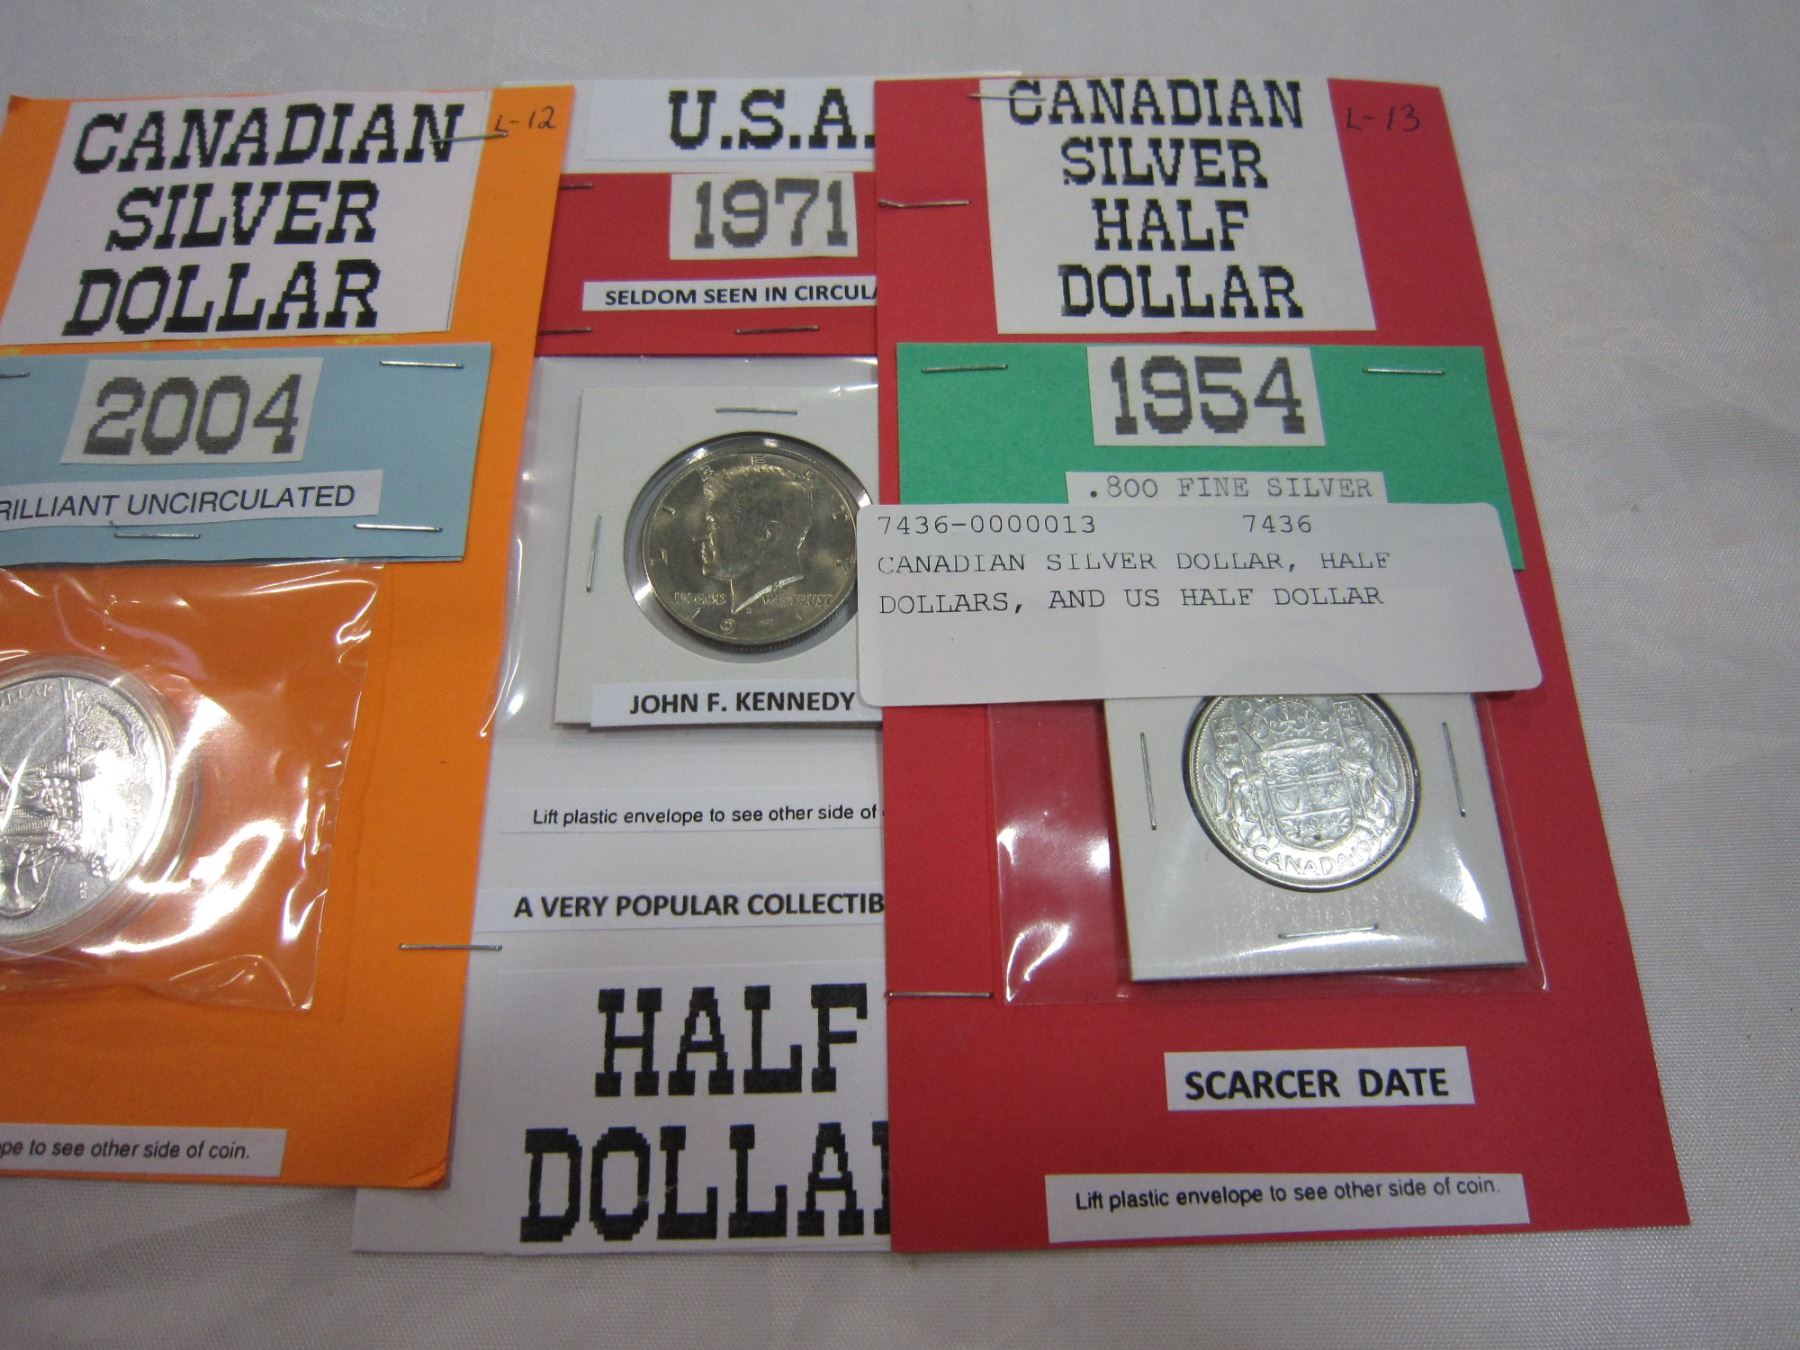 CANADIAN
SILVER
DOLLAR
L-12
2004
RILLIANT UNCIRCULATED
pe to see other side of coin.
U.S.A.
1971
SELDOM SEEN IN CIRCULA
IN GOD WE TRUST
JOHN F. KENNEDY
Lift plastic envelope to see other side of
A VERY POPULAR COLLECTIB
HALF
DOLLA
CANADIAN
SILVER
HALF
DOLLAR
L-13
1954
.800 FINE SILVER
7436-0000013 7436
CANADIAN SILVER DOLLAR, HALF
DOLLARS, AND US HALF DOLLAR
CANADA 1954
SCARCER DATE
Lift plastic envelope to see other side of coin.